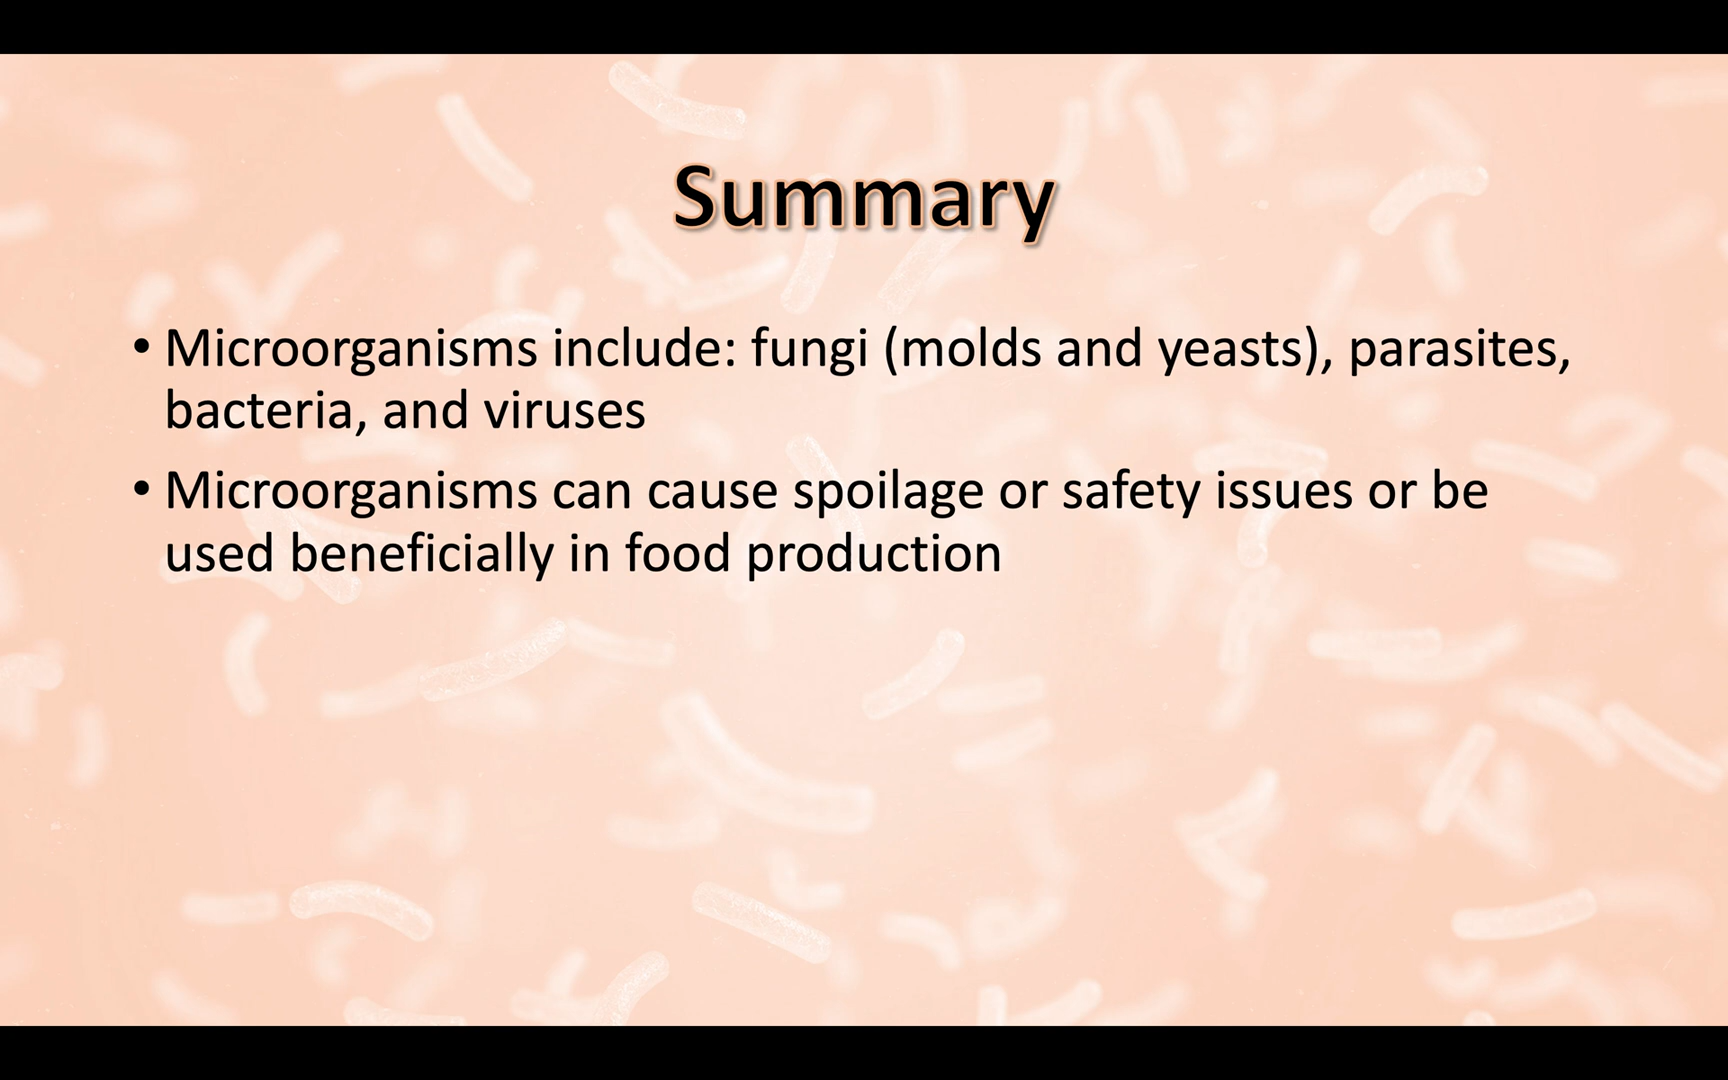 Summary
• Microorganisms include: fungi (molds and yeasts), parasites,
bacteria, and viruses
• Microorganisms can cause spoilage or safety issues or be
used beneficially in food production